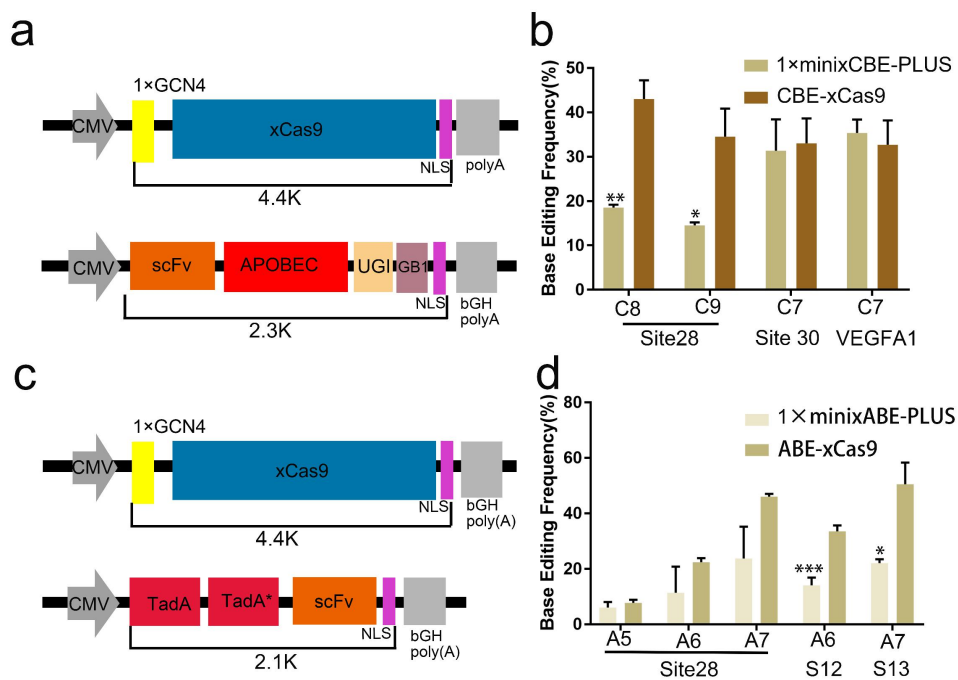 a
1×GCN4
CMV
xCas9
NLS
polyA
4.4K
CMV
scFv
APOBEC
UGI
GB1
NLS
bGH
polyA
2.3K
b
1×minixCBE-PLUS
CBE-xCas9
Base Editing Frequency(%)
50
40
30
20
10
0
**
*
C8
C9
C7
C7
Site28
Site 30
VEGFA1
c
1×GCN4
CMV
xCas9
NLS
bGH
poly(A)
4.4K
CMV
TadA
TadA*
scFv
NLS
bGH
poly(A)
2.1K
d
1×minixABE-PLUS
ABE-xCas9
Base Editing Frequency(%)
80
60
40
20
0
***
*
A5
A6
A7
A6
A7
Site28
S12
S13